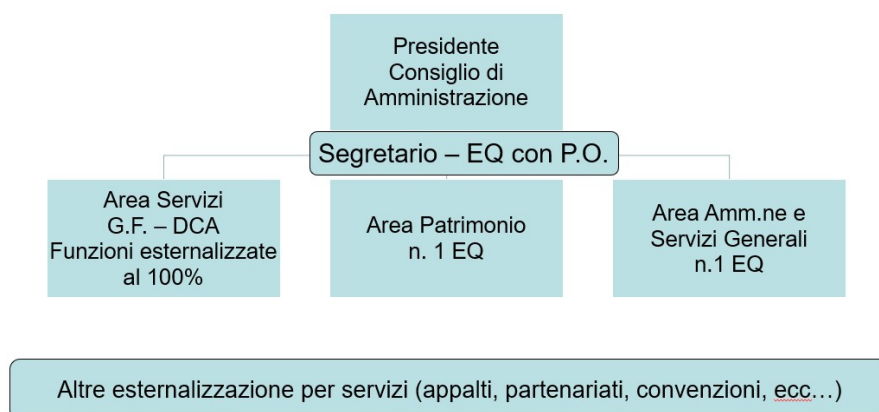 Presidente
Consiglio di
Amministrazione
Segretario – EQ con P.O.
Area Servizi
G.F. – DCA
Funzioni esternalizzate
al 100%
Area Patrimonio
n. 1 EQ
Area Amm.ne e
Servizi Generali
n.1 EQ
Altre esternalizzazione per servizi (appalti, partenariati, convenzioni, ecc…)